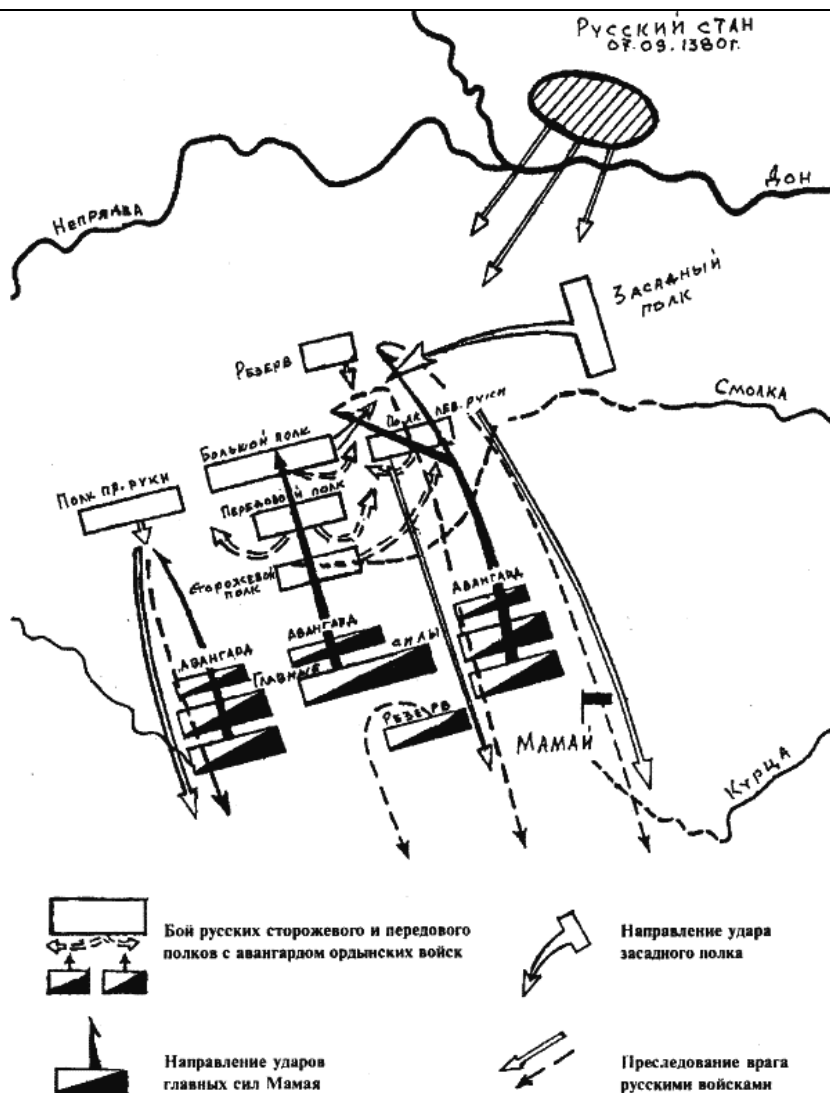 РУССКИЙ СТАН
07.09.1380г.
НЕПРЯДВА
ДОН
ЗАСАДНЫЙ
ПОЛК
РЕЗЕРВ
СМОЛКА
БОЛЬШОЙ ПОЛК
ПОЛК ЛЕВ. РУКИ
ПОЛК ПР. РУКИ
ПЕРЕДОВОЙ ПОЛК
СТОРОЖЕВОЙ
ПОЛК
АВАНГАРД
АВАНГАРД
АВАНГАРД
ГЛАВНЫЕ СИЛЫ
РЕЗЕРВ
МАМАЙ
КУРЦА
Бой русских сторожевого и передового
полков с авангардом ордынских войск
Направление удара
засадного полка
Направление ударов
главных сил Мамая
Преследование врага
русскими войсками